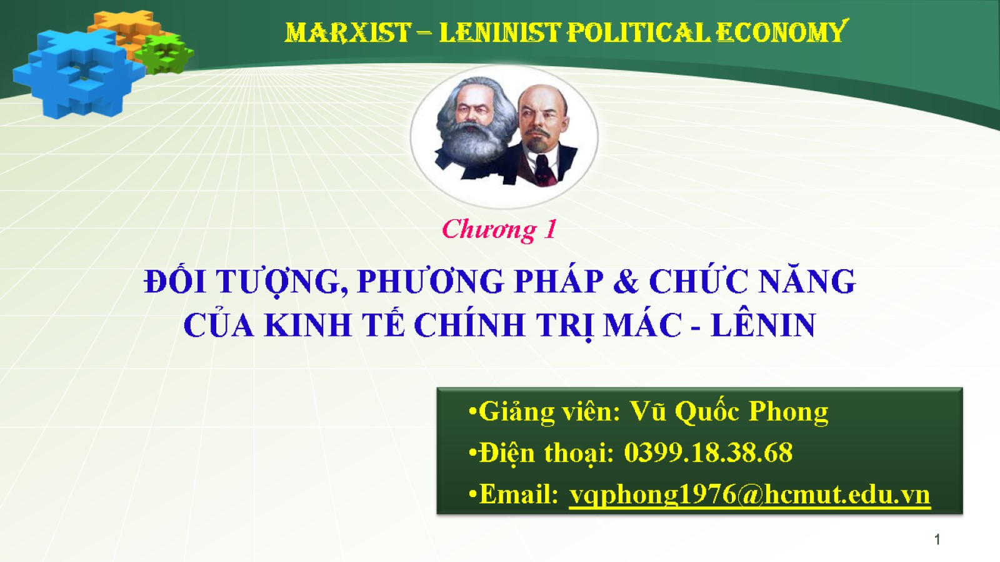 MARXIST – LENINIST POLITICAL ECONOMY
Chương 1
ĐỐI TƯỢNG, PHƯƠNG PHÁP & CHỨC NĂNG
CỦA KINH TẾ CHÍNH TRỊ MÁC - LÊNIN
•Giảng viên: Vũ Quốc Phong
•Điện thoại: 0399.18.38.68
•Email: vqphong1976@hcmut.edu.vn
1